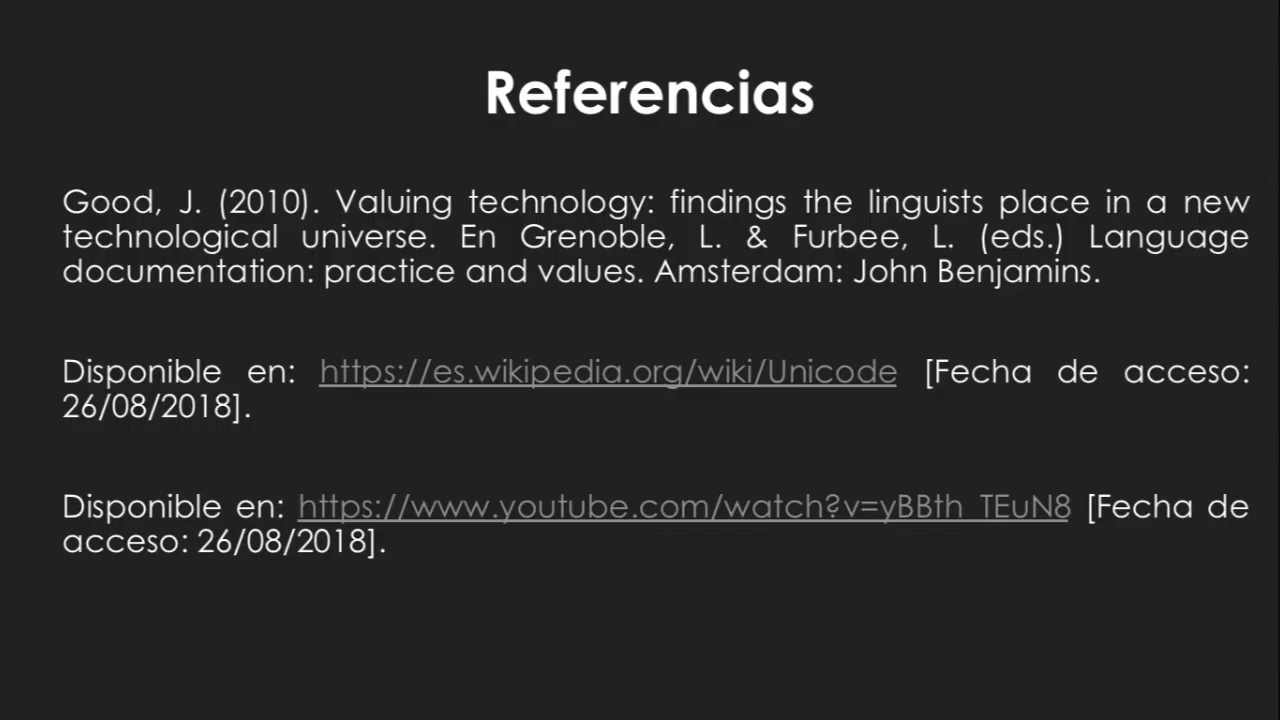 Referencias
Good, J. (2010). Valuing technology: findings the linguists place in a new
technological universe. En Grenoble, L. & Furbee, L. (eds.) Language
documentation: practice and values. Amsterdam: John Benjamins.
Disponible en: https://es.wikipedia.org/wiki/Unicode [Fecha de acceso:
26/08/2018].
Disponible en: https://www.youtube.com/watch?v=yBBth_TEuN8 [Fecha de
acceso: 26/08/2018].